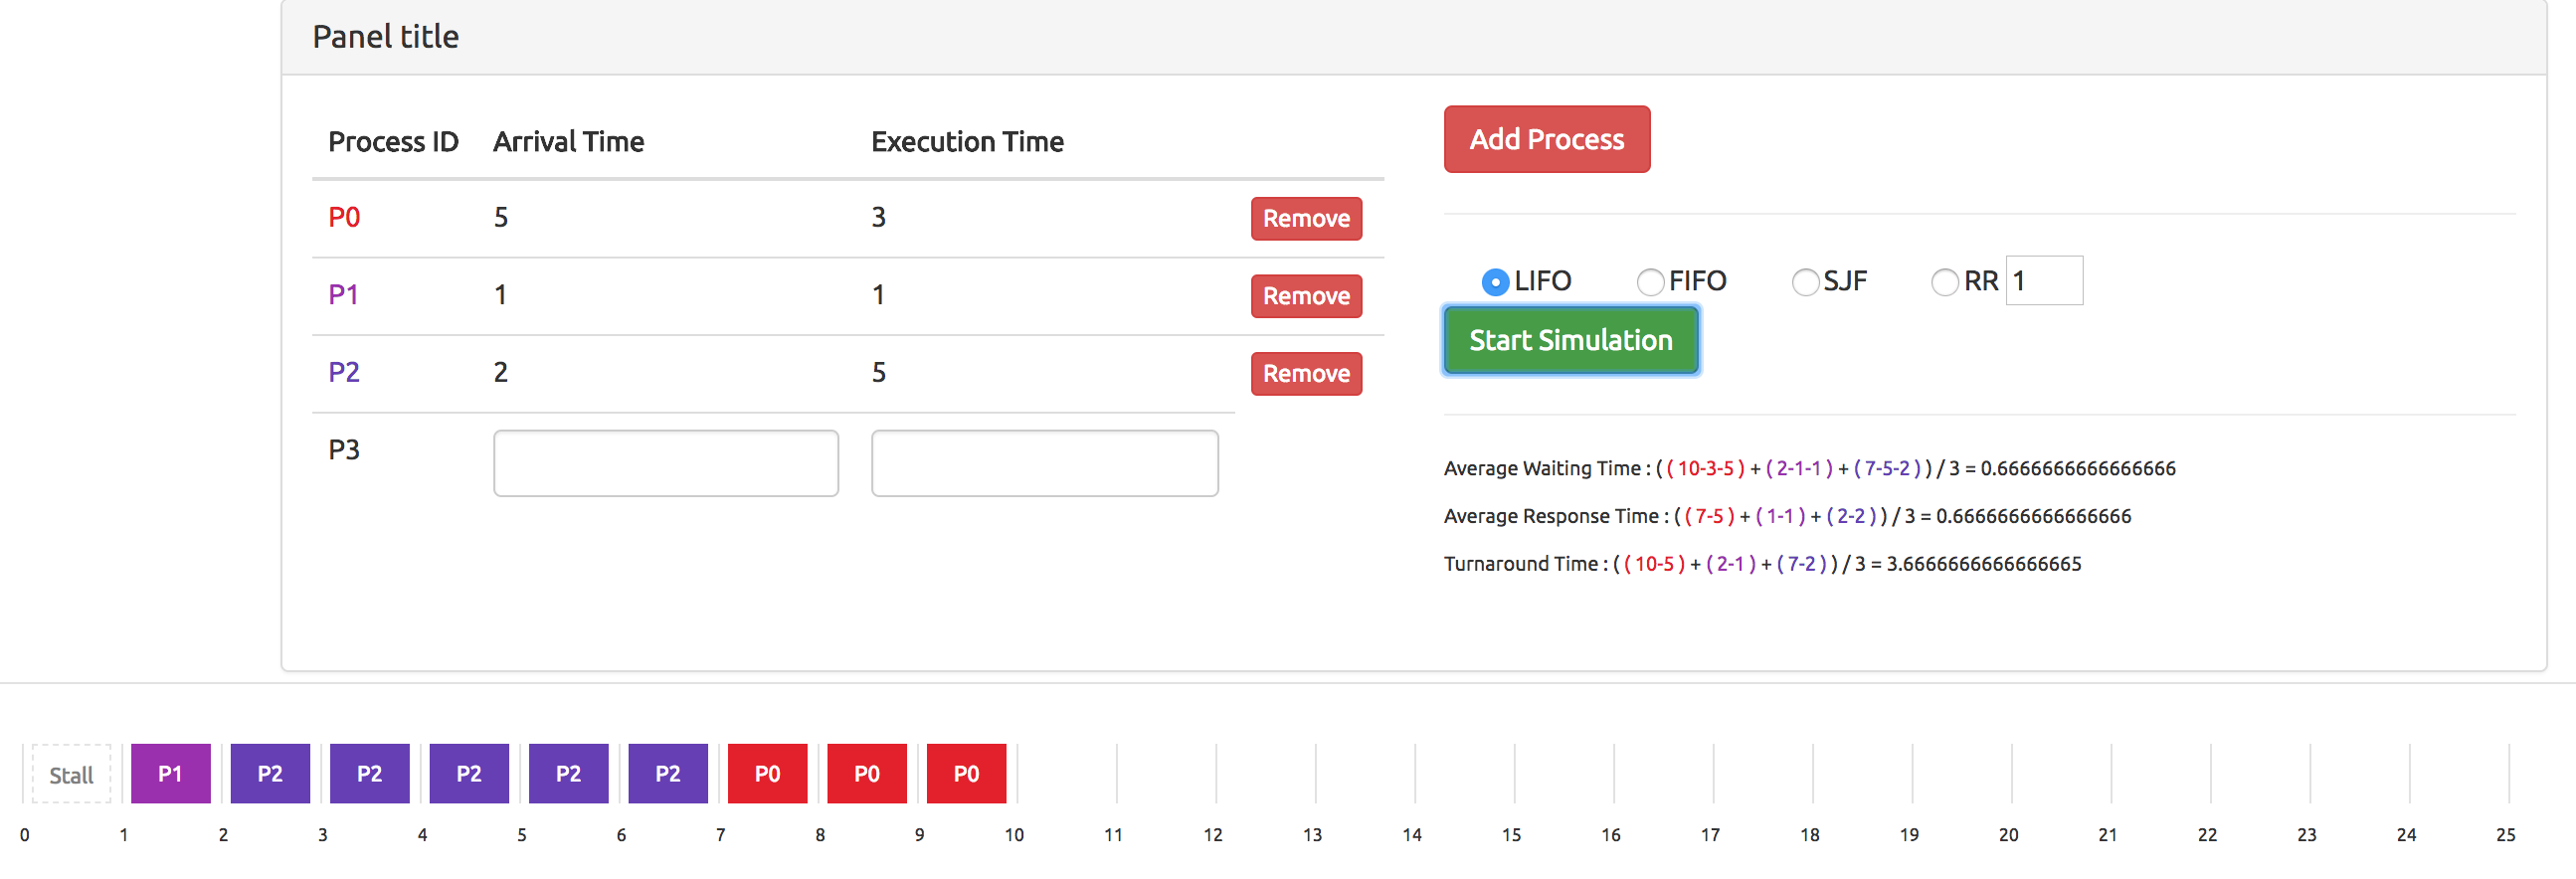 Panel title
Process ID Arrival Time Execution Time
P0 5 3 Remove
P1 1 1 Remove
P2 2 5 Remove
P3
Add Process
LIFO FIFO SJF RR 1
Start Simulation
Average Waiting Time : ( ( 10-3-5 ) + ( 2-1-1 ) + ( 7-5-2 ) ) / 3 = 0.6666666666666666
Average Response Time : ( ( 7-5 ) + ( 1-1 ) + ( 2-2 ) ) / 3 = 0.6666666666666666
Turnaround Time : ( ( 10-5 ) + ( 2-1 ) + ( 7-2 ) ) / 3 = 3.6666666666666665
Stall P1 P2 P2 P2 P2 P2 P0 P0 P0
0 1 2 3 4 5 6 7 8 9 10 11 12 13 14 15 16 17 18 19 20 21 22 23 24 25